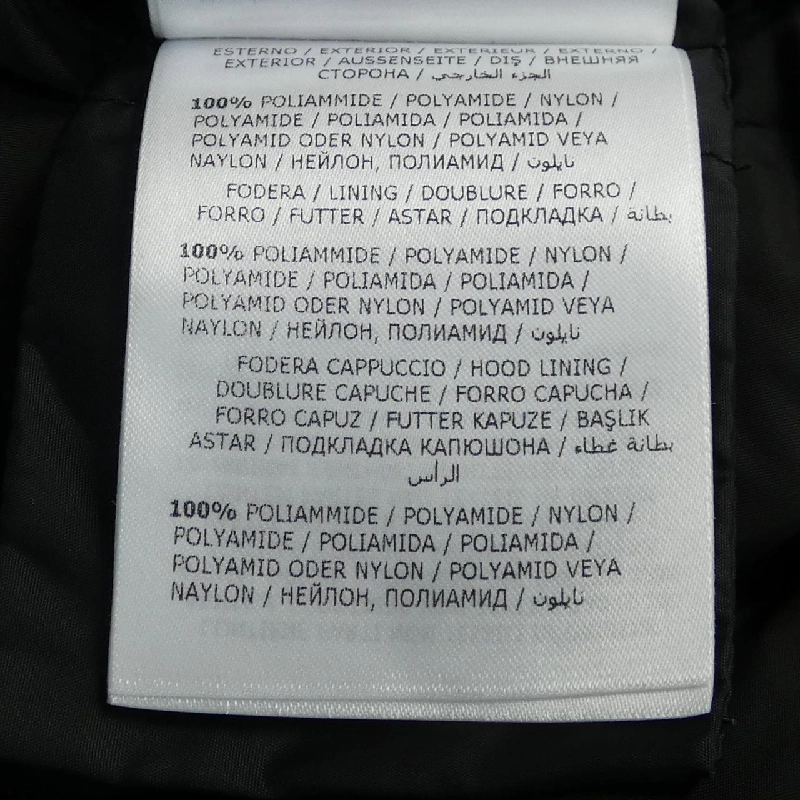 ESTERNO / EXTERIOR / EXTERIEUR / EXTERNO /
EXTERIOR / AUSSENSEITE / DIŞ / ВНЕШНЯЯ
СТОРОНА / الجزء الخارجي
100% POLIAMMIDE / POLYAMIDE / NYLON /
POLYAMIDE / POLIAMIDA / POLIAMIDA /
POLYAMID ODER NYLON / POLYAMID VEYA
NAYLON / НЕЙЛОН, ПОЛИАМИД / نايلون
FODERA / LINING / DOUBLURE / FORRO /
FORRO / FUTTER / ASTAR / ПОДКЛАДКА / بطانة
100% POLIAMMIDE / POLYAMIDE / NYLON /
POLYAMIDE / POLIAMIDA / POLIAMIDA /
POLYAMID ODER NYLON / POLYAMID VEYA
NAYLON / НЕЙЛОН, ПОЛИАМИД / نايلون
FODERA CAPPUCCIO / HOOD LINING /
DOUBLURE CAPUCHE / FORRO CAPUCHA /
FORRO CAPUZ / FUTTER KAPUZE / BAŞLIK
ASTAR / ПОДКЛАДКА КАПЮШОНА / بطانة غطاء
الرأس
100% POLIAMMIDE / POLYAMIDE / NYLON /
POLYAMIDE / POLIAMIDA / POLIAMIDA /
POLYAMID ODER NYLON / POLYAMID VEYA
NAYLON / НЕЙЛОН, ПОЛИАМИД / نايلون